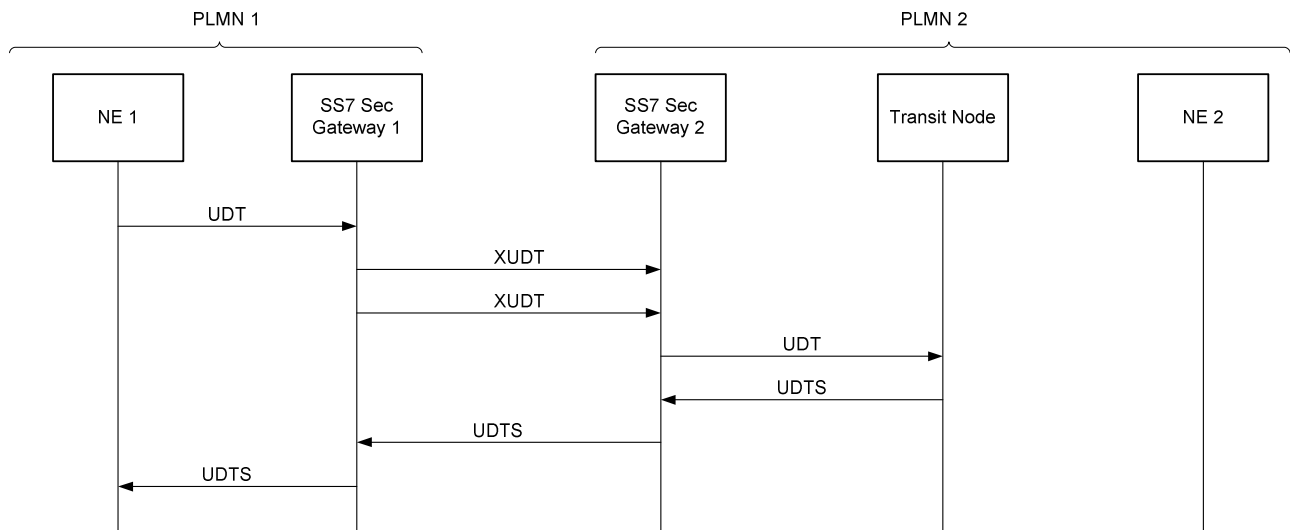 PLMN 1
PLMN 2
NE 1
SS7 Sec
Gateway 1
SS7 Sec
Gateway 2
Transit Node
NE 2
UDT
XUDT
XUDT
UDT
UDTS
UDTS
UDTS